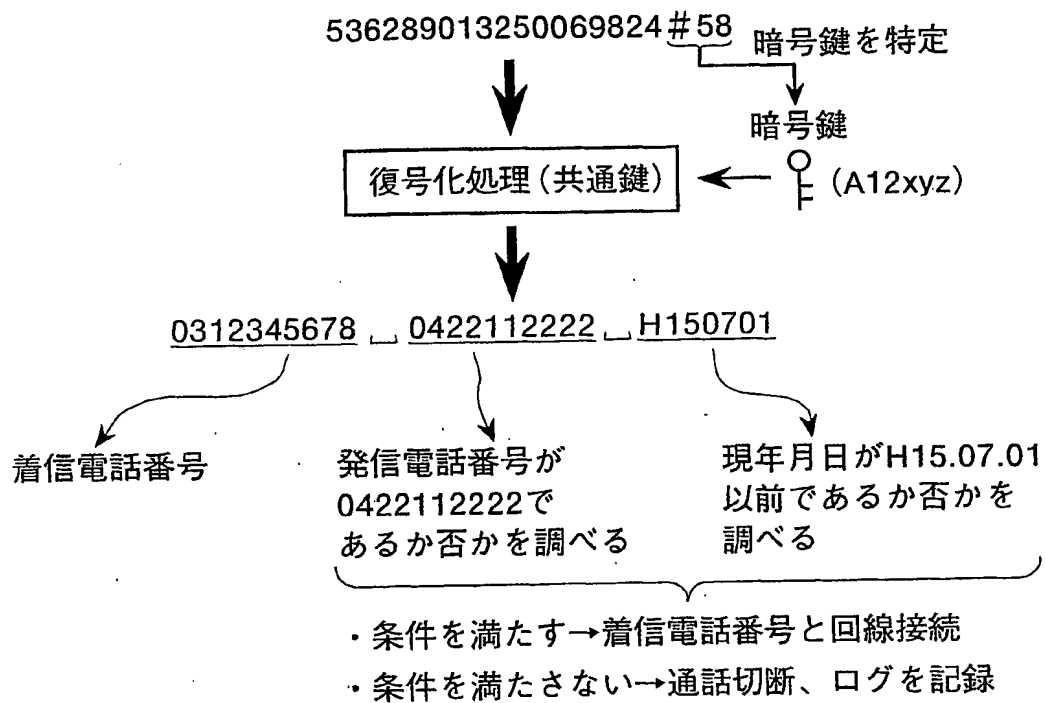 536289013250069824#58
暗号鍵を特定
暗号鍵
復号化処理(共通鍵)
(A12xyz)
0312345678␣0422112222␣H150701
着信電話番号
発信電話番号が
0422112222で
あるか否かを調べる
現年月日がH15.07.01
以前であるか否かを
調べる
・条件を満たす→着信電話番号と回線接続
・条件を満たさない→通話切断、ログを記録